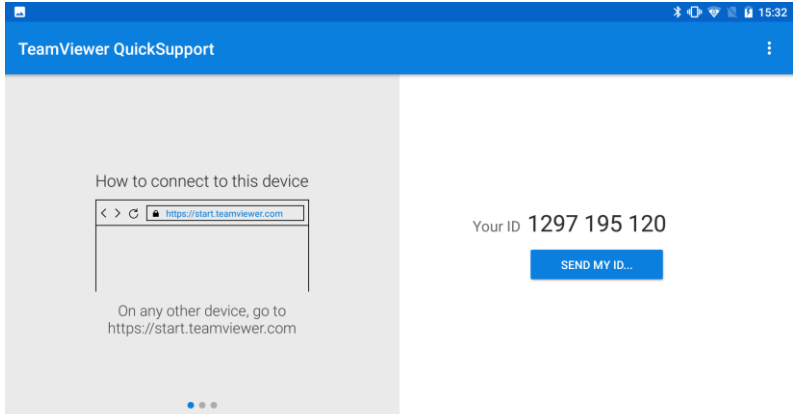 15:32
TeamViewer QuickSupport
How to connect to this device
https://start.teamviewer.com
On any other device, go to
https://start.teamviewer.com
Your ID 1297 195 120
SEND MY ID...